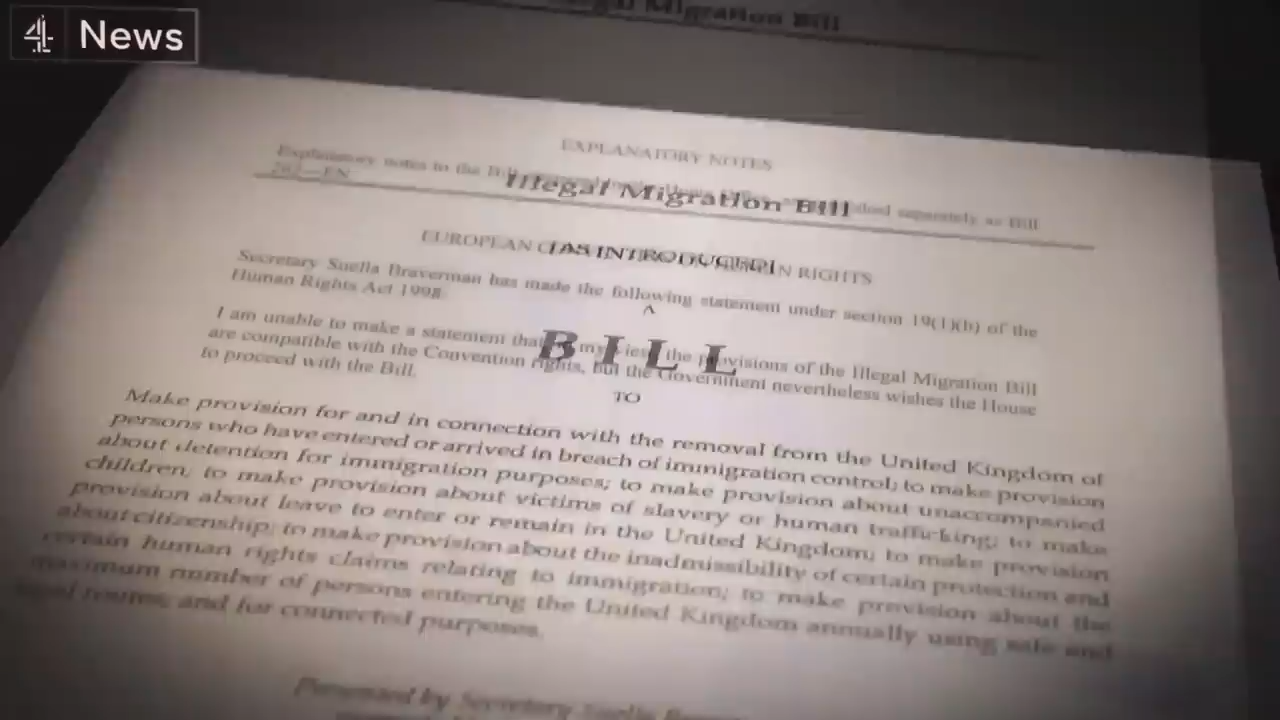 4 News
Illegal Migration Bill
EXPLANATORY NOTES
Explanatory notes to the Bill, separately as Bill
262—EN
Illegal Migration Bill
EUROPEAN RIGHTS
[AS INTRODUCED]
Secretary Suella Braverman has made the following statement under section 19(1)(b) of the
Human Rights Act 1998:
A
I am unable to make a statement that, in my view, the provisions of the Illegal Migration Bill
are compatible with the Convention rights, but the Government nevertheless wishes the House
to proceed with the Bill.
BILL
TO
Make provision for and in connection with the removal from the United Kingdom of
persons who have entered or arrived in breach of immigration control; to make provision
about detention for immigration purposes; to make provision about unaccompanied
children; to make provision about victims of slavery or human trafficking; to make
provision about leave to enter or remain in the United Kingdom; to make provision
about citizenship; to make provision about the inadmissibility of certain protection and
certain human rights claims relating to immigration; to make provision about the
maximum number of persons entering the United Kingdom annually using safe and
legal routes; and for connected purposes.
Presented by Secretary Suella